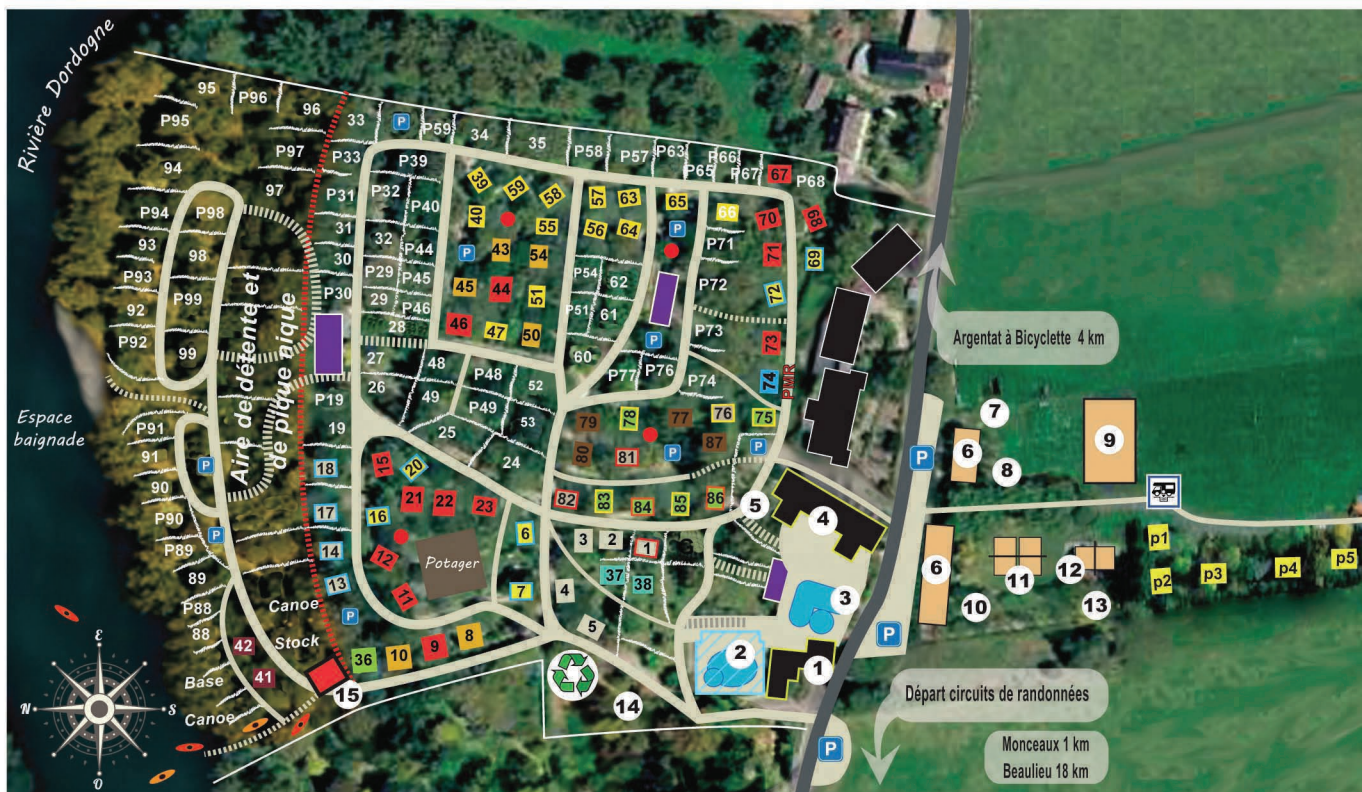 Rivière Dordogne
95
P96
96
P95
P97
94
97
33
P59
34
35
P58
P57
P63
P66
P65
P67
67
P68
P33
P39
P31
P32
P40
31
32
P44
30
P29
P45
P30
29
P46
28
39
59
58
57
63
65
66
70
68
40
55
56
64
P71
71
69
43
54
P54
62
P72
72
45
44
51
P51
61
46
47
50
60
P73
73
P94
P98
93
98
P93
P99
92
P92
99
Aire de détente et
de pique nique
Espace
baignade
27
26
48
P48
52
49
P49
53
25
24
P77
P76
P74
74
PMR
P19
19
P91
91
90
P90
P89
89
P88
88
79
78
77
76
75
80
81
87
82
83
84
85
86
18
17
14
13
15
20
21
22
23
16
12
11
Potager
6
7
3
2
1
G
37
38
4
5
36
10
9
8
42
41
Canoe
Stock
Base
Canoe
15
14
5
4
3
2
1
P
P
P
P
P
P
P
P
P
P
P
P
P
Argentat à Bicyclette 4 km
7
6
8
9
6
10
11
12
13
p1
p2
p3
p4
p5
Départ circuits de randonnées
Monceaux 1 km
Beaulieu 18 km
E
N
S
O